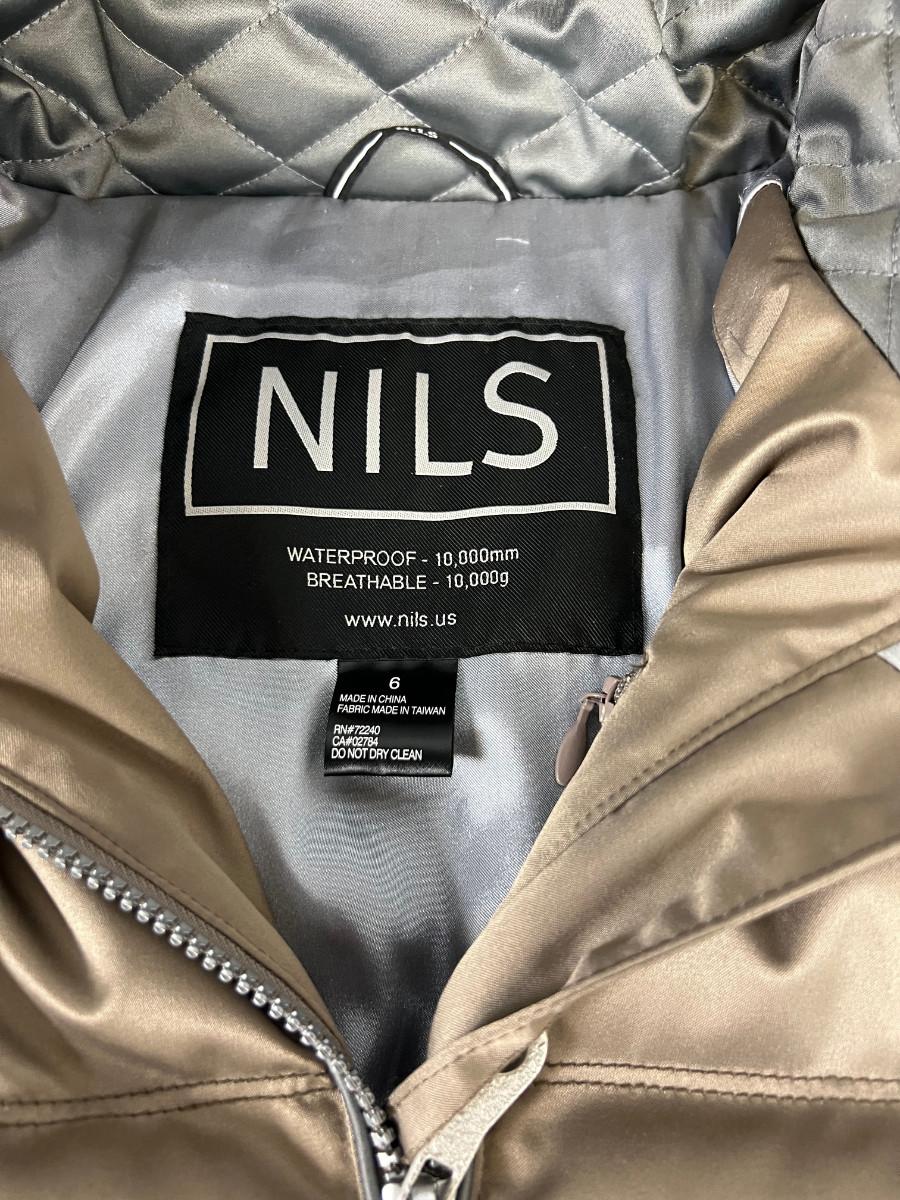 NILS
NILS
WATERPROOF - 10,000mm
BREATHABLE - 10,000g
www.nils.us
6
MADE IN CHINA
FABRIC MADE IN TAIWAN
RN#72240
CA#02784
DO NOT DRY CLEAN